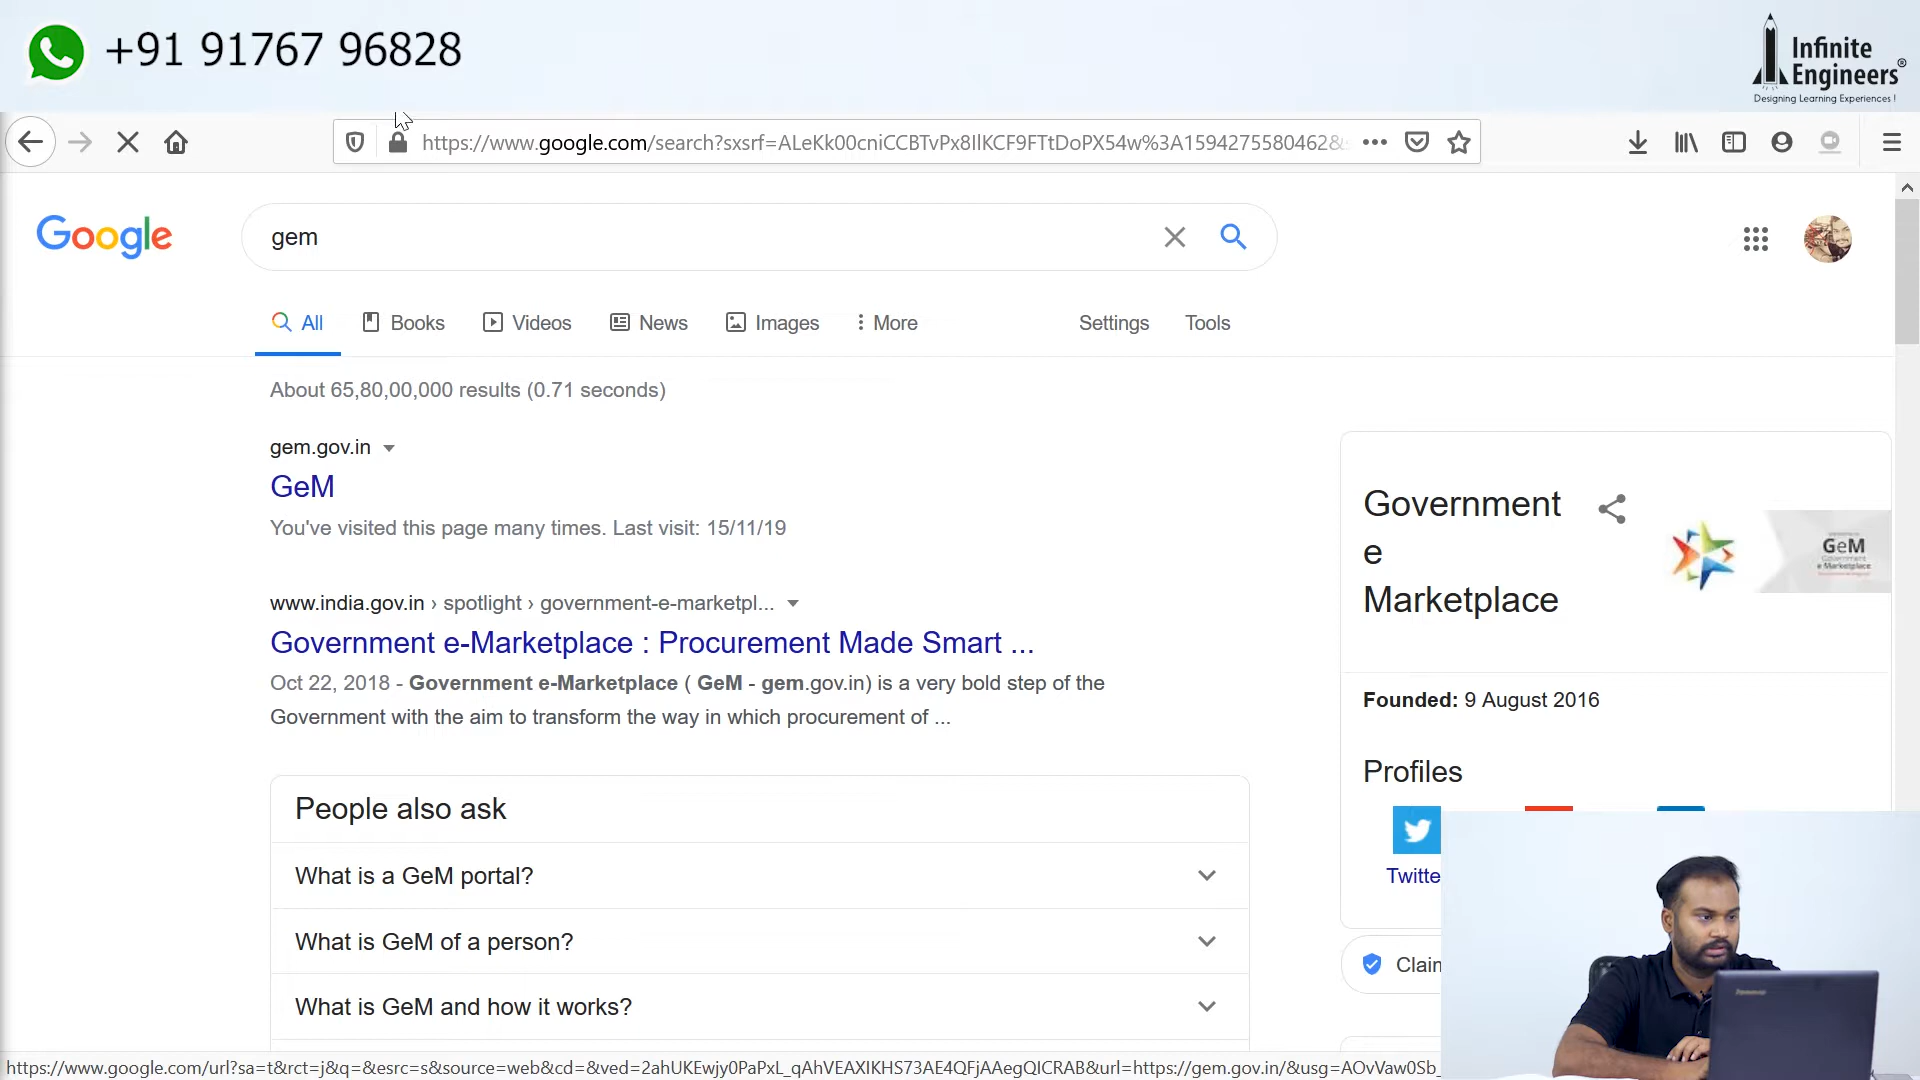 +91 91767 96828
Infinite
Engineers®
Designing Learning Experiences !
https://www.google.com/search?sxsrf=ALeKk00cniCCBTvPx8IlKCF9FTtDoPX54w%3A1594275580462&
Google
gem
All
Books
Videos
News
Images
More
Settings
Tools
About 65,80,00,000 results (0.71 seconds)
gem.gov.in
GeM
You've visited this page many times. Last visit: 15/11/19
www.india.gov.in › spotlight › government-e-marketpl...
Government e-Marketplace : Procurement Made Smart ...
Oct 22, 2018 - Government e-Marketplace ( GeM - gem.gov.in) is a very bold step of the
Government with the aim to transform the way in which procurement of ...
People also ask
What is a GeM portal?
What is GeM of a person?
What is GeM and how it works?
Government
e
Marketplace
GeM
Government
e Marketplace
Founded: 9 August 2016
Profiles
Twitte
Clain
lenovo
https://www.google.com/url?sa=t&rct=j&q=&esrc=s&source=web&cd=&ved=2ahUKEwjy0PaPxL_qAhVEAXIKHS73AE4QFjAAegQICRAB&url=https://gem.gov.in/&usg=AOvVaw0Sb_